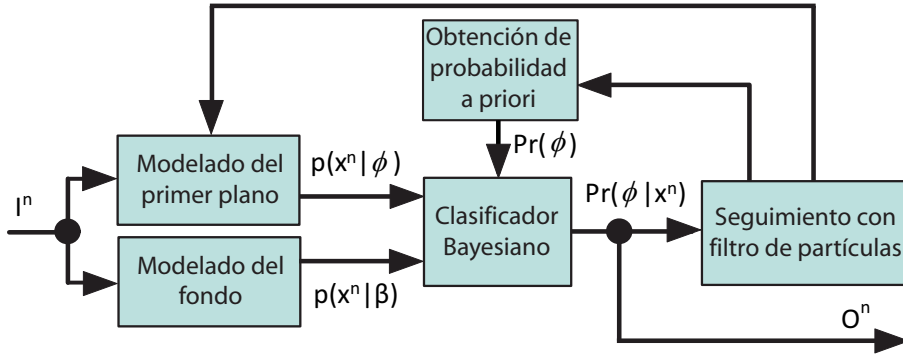 Obtención de
probabilidad
a priori
Pr(ϕ)
Modelado del
primer plano
p(xⁿ|ϕ)
Iⁿ
Clasificador
Bayesiano
Pr(ϕ|xⁿ)
Seguimiento con
filtro de partículas
Modelado del
fondo
p(xⁿ|β)
Oⁿ